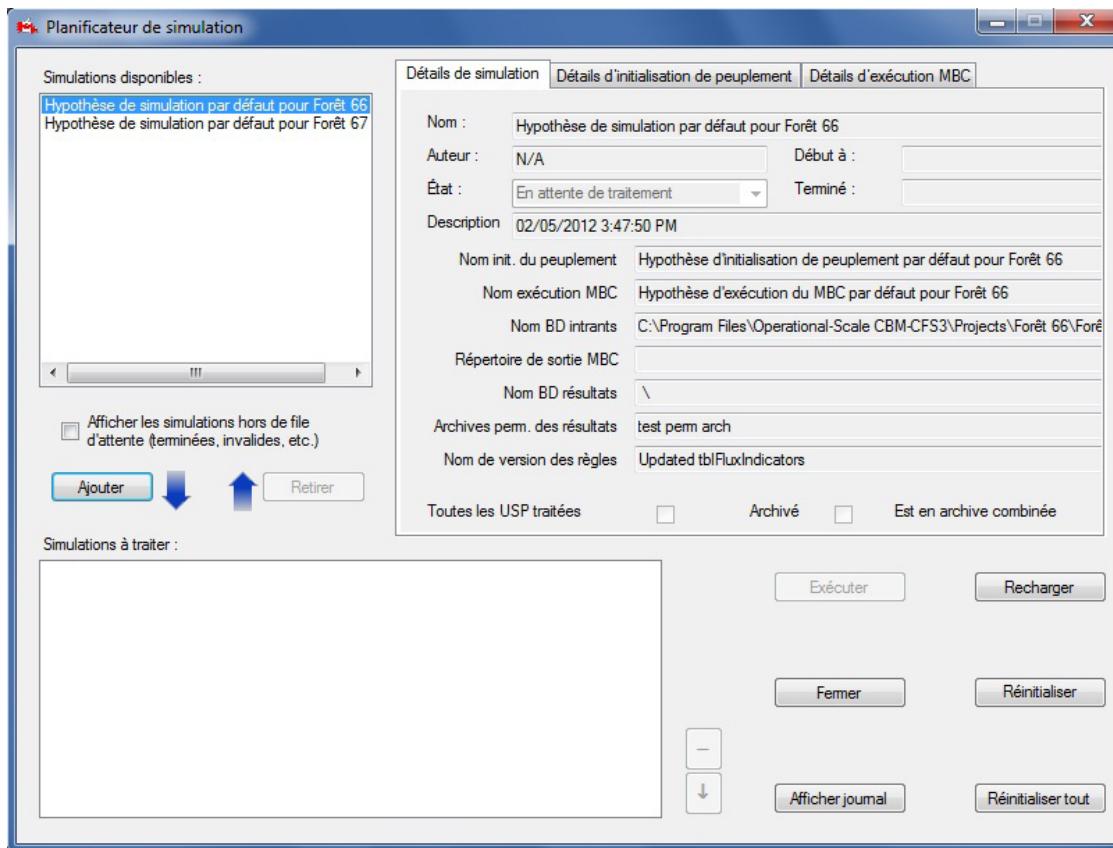 Planificateur de simulation
Simulations disponibles :
Hypothèse de simulation par défaut pour Forêt 66
Hypothèse de simulation par défaut pour Forêt 67
Afficher les simulations hors de file
d'attente (terminées, invalides, etc.)
Ajouter
Retirer
Détails de simulation
Détails d'initialisation de peuplement
Détails d'exécution MBC
Nom :
Hypothèse de simulation par défaut pour Forêt 66
Auteur :
N/A
Début à :
État :
En attente de traitement
Terminé :
Description
02/05/2012 3:47:50 PM
Nom init. du peuplement
Hypothèse d'initialisation de peuplement par défaut pour Forêt 66
Nom exécution MBC
Hypothèse d'exécution du MBC par défaut pour Forêt 66
Nom BD intrants
C:\Program Files\Operational-Scale CBM-CFS3\Projects\Forêt 66\Forê
Répertoire de sortie MBC
Nom BD résultats
\
Archives perm. des résultats
test perm arch
Nom de version des règles
Updated tblFluxIndicators
Toutes les USP traitées
Archivé
Est en archive combinée
Simulations à traiter :
Exécuter
Recharger
Fermer
Réinitialiser
Afficher journal
Réinitialiser tout